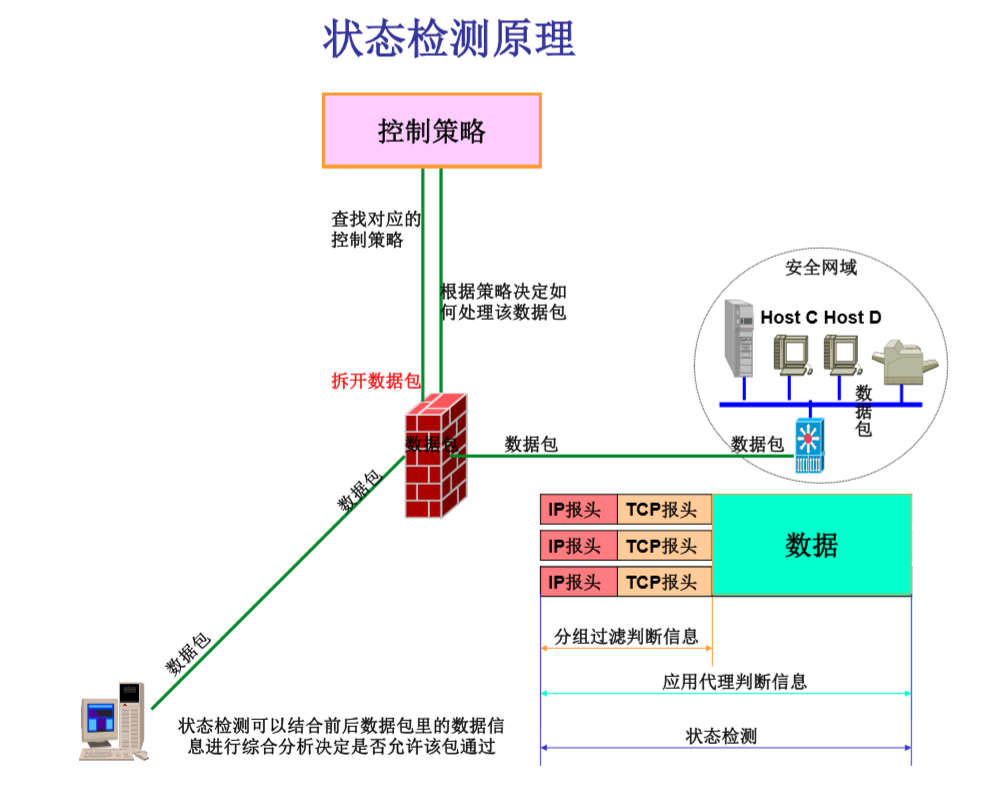 状态检测原理
控制策略
查找对应的
控制策略
根据策略决定如
何处理该数据包
拆开数据包
安全网域
Host C Host D
数据包
数据包
数据包
数据包
数据包
数据包
IP报头 TCP报头
IP报头 TCP报头
IP报头 TCP报头
数据
分组过滤判断信息
应用代理判断信息
状态检测
状态检测可以结合前后数据包里的数据信
息进行综合分析决定是否允许该包通过